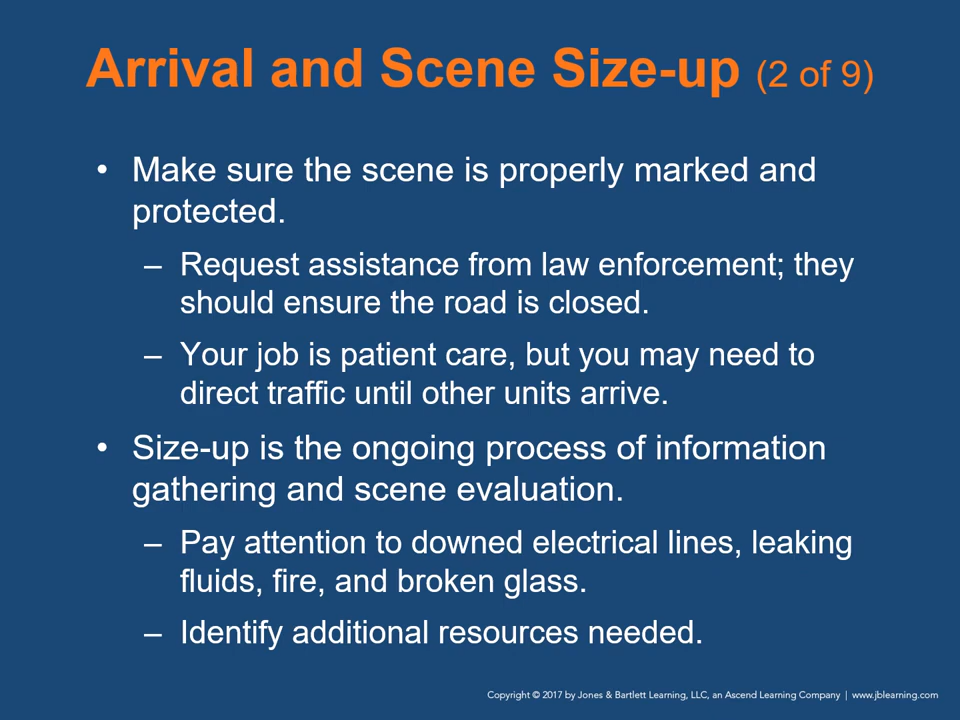 Arrival and Scene Size-up (2 of 9)
• Make sure the scene is properly marked and
protected.
– Request assistance from law enforcement; they
should ensure the road is closed.
– Your job is patient care, but you may need to
direct traffic until other units arrive.
• Size-up is the ongoing process of information
gathering and scene evaluation.
– Pay attention to downed electrical lines, leaking
fluids, fire, and broken glass.
– Identify additional resources needed.
Copyright © 2017 by Jones & Bartlett Learning, LLC, an Ascend Learning Company | www.jblearning.com